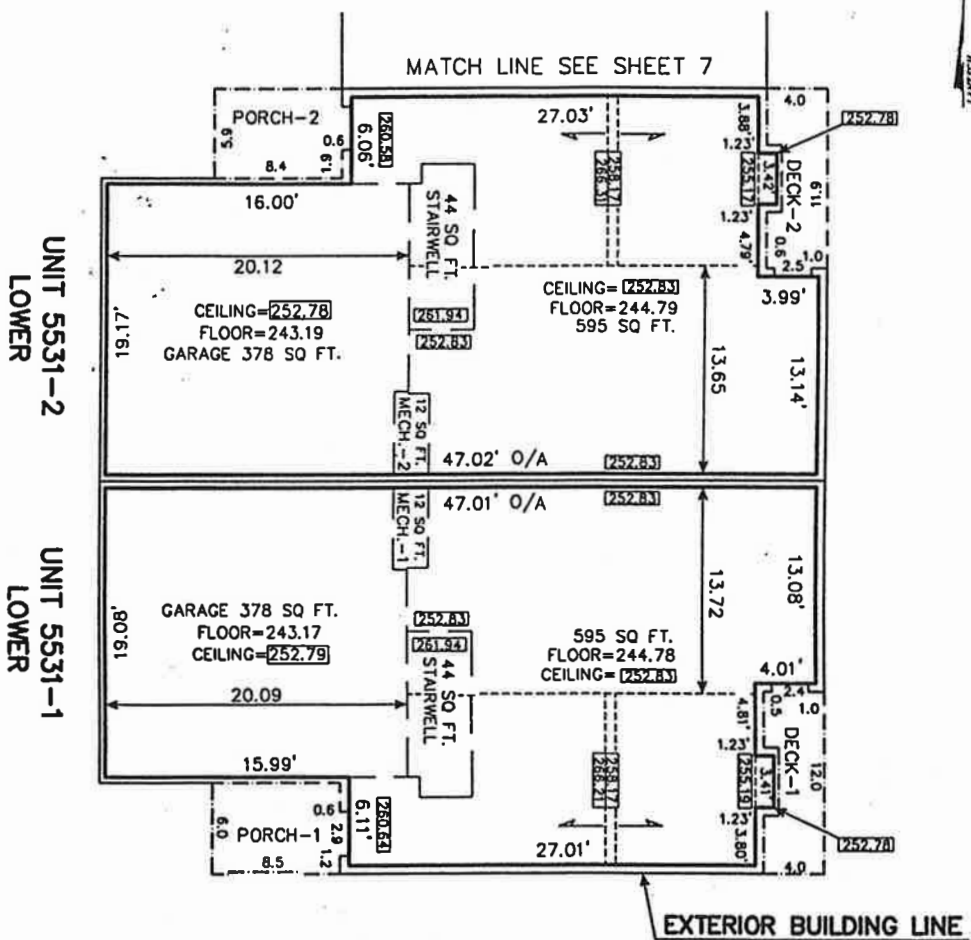 MATCH LINE SEE SHEET 7
PORCH-2
5.9
8.4
0.6
1.9
260.58
6.06'
27.03'
258.17
266.31
3.88'
1.23'
255.17
3.42'
1.23'
4.79'
4.0
252.78
DECK-2
11.9
0.6
2.5
1.0
3.99'
16.00'
20.12
44 SQ FT.
STAIRWELL
CEILING=252.78
FLOOR=243.19
GARAGE 378 SQ FT.
19.17'
261.94
252.83
CEILING=252.83
FLOOR=244.79
595 SQ FT.
13.65
13.14'
UNIT 5531-2
LOWER
12 SQ FT.
MECH.-2
47.02' O/A
252.83
47.01' O/A
252.83
12 SQ FT.
MECH.-1
UNIT 5531-1
LOWER
19.08'
GARAGE 378 SQ FT.
FLOOR=243.17
CEILING=252.79
20.09
15.99'
252.83
261.94
44 SQ FT.
STAIRWELL
595 SQ FT.
FLOOR=244.78
CEILING=252.83
13.72
13.08'
4.01'
2.4
1.0
0.5
DECK-1
12.0
4.81'
1.23'
255.19
3.41'
1.23'
3.80'
252.78
4.0
258.17
266.21
27.01'
260.64
6.11'
0.6
2.9
1.2
PORCH-1
6.0
8.5
EXTERIOR BUILDING LINE